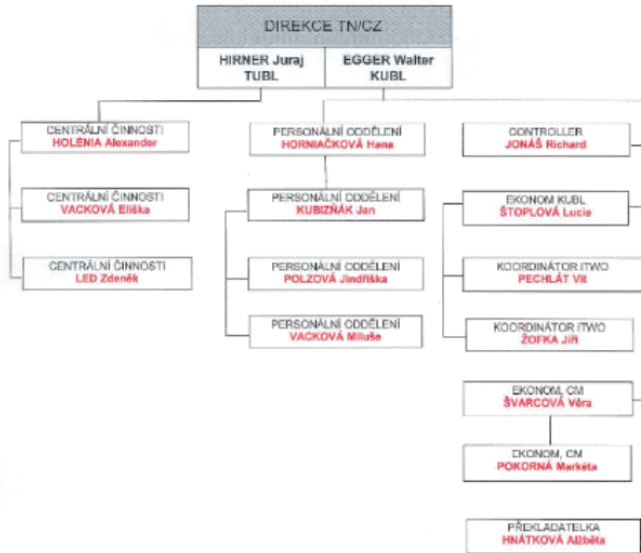 DIREKCE TN/CZ
HIRNER Juraj
TUBL
EGGER Walter
KUBL
CENTRÁLNÍ ČINNOSTI
HOLÉNIA Alexander
CENTRÁLNÍ ČINNOSTI
VACKOVÁ Eliška
CENTRÁLNÍ ČINNOSTI
LED Zdeněk
PERSONÁLNÍ ODDĚLENÍ
HORNIAČKOVÁ Hana
PERSONÁLNÍ ODDĚLENÍ
KUBIZŇÁK Jan
PERSONÁLNÍ ODDĚLENÍ
POLZOVÁ Jindřiška
PERSONÁLNÍ ODDĚLENÍ
VACKOVÁ Miluše
CONTROLLER
JONÁŠ Richard
EKONOM KUBL
ŠTOPLOVÁ Lucie
KOORDINÁTOR iTWO
PECHLÁT Vít
KOORDINÁTOR iTWO
ŽOFKA Jiří
EKONOM, CM
ŠVARCOVÁ Věra
EKONOM, CM
POKORNÁ Markéta
PŘEKLADATELKA
HNÁTKOVÁ Alžběta